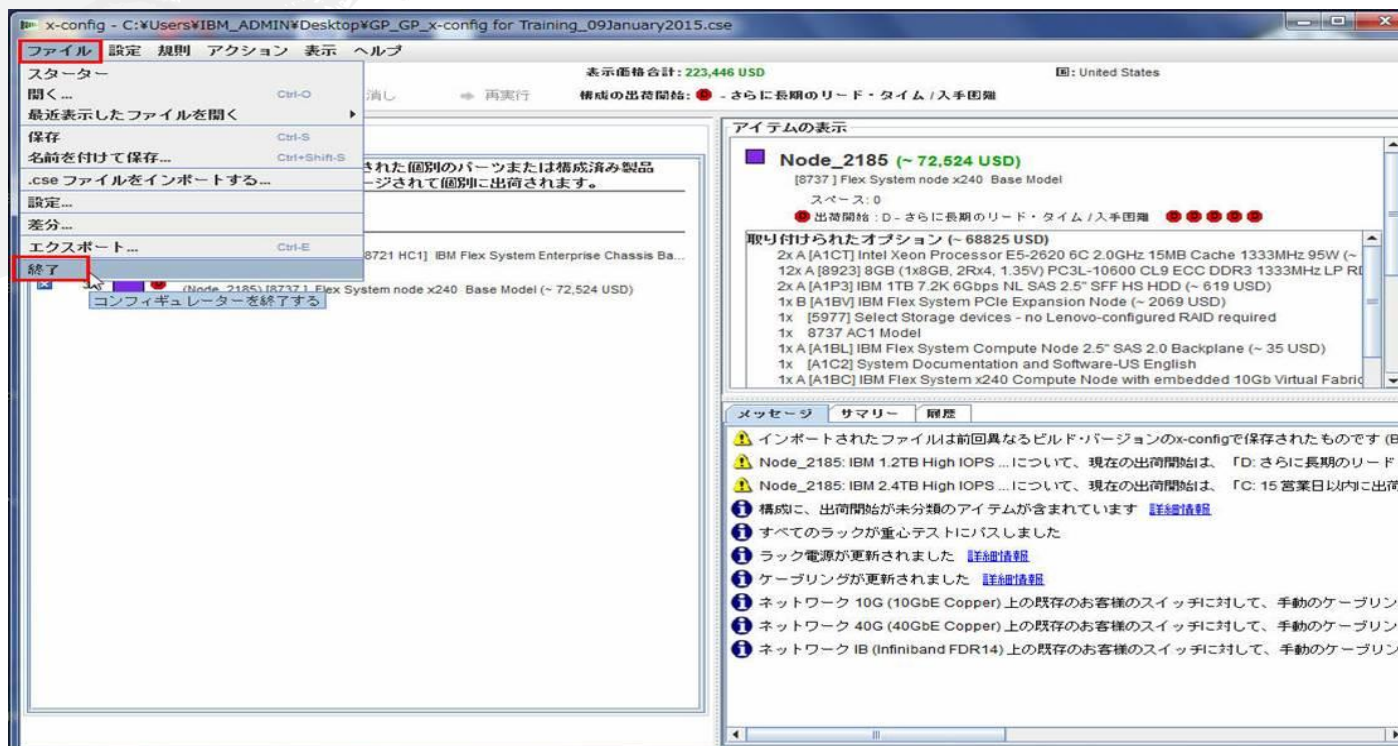 x-config - C:¥Users¥IBM_ADMIN¥Desktop¥GP_GP_x-config for Training_09January2015.cse
ファイル 設定 規則 アクション 表示 ヘルプ
表示価格合計: 223,446 USD
国: United States
消し 再実行 構成の出荷開始: D - さらに長期のリード・タイム / 入手困難
スターター
開く... Ctrl-O
最近表示したファイルを開く
保存 Ctrl-S
名前を付けて保存... Ctrl+Shift-S
.cse ファイルをインポートする...
設定...
差分...
エクスポート... Ctrl-E
終了
コンフィギュレーターを終了する
された個別のパーツまたは構成済み製品
ージされて個別に出荷されます。
8721 HC1] IBM Flex System Enterprise Chassis Ba...
(Node_2185) [8737 ] Flex System node x240 Base Model (~ 72,524 USD)
アイテムの表示
Node_2185 (~ 72,524 USD)
[8737 ] Flex System node x240 Base Model
スペース: 0
出荷開始 : D - さらに長期のリード・タイム / 入手困難
取り付けられたオプション (~ 68825 USD)
2x A [A1CT] Intel Xeon Processor E5-2620 6C 2.0GHz 15MB Cache 1333MHz 95W (~
12x A [8923] 8GB (1x8GB, 2Rx4, 1.35V) PC3L-10600 CL9 ECC DDR3 1333MHz LP RD
2x A [A1P3] IBM 1TB 7.2K 6Gbps NL SAS 2.5" SFF HS HDD (~ 619 USD)
1x B [A1BV] IBM Flex System PCIe Expansion Node (~ 2069 USD)
1x [5977] Select Storage devices - no Lenovo-configured RAID required
1x 8737 AC1 Model
1x A [A1BL] IBM Flex System Compute Node 2.5" SAS 2.0 Backplane (~ 35 USD)
1x [A1C2] System Documentation and Software-US English
1x A [A1BC] IBM Flex System x240 Compute Node with embedded 10Gb Virtual Fabric
メッセージ サマリー 履歴
インポートされたファイルは前回異なるビルド・バージョンのx-configで保存されたものです (B
Node_2185: IBM 1.2TB High IOPS ... について、現在の出荷開始は、「D: さらに長期のリード
Node_2185: IBM 2.4TB High IOPS ... について、現在の出荷開始は、「C: 15 営業日以内に出荷
構成に、出荷開始が未分類のアイテムが含まれています 詳細情報
すべてのラックが重心テストにパスしました
ラック電源が更新されました 詳細情報
ケーブリングが更新されました 詳細情報
ネットワーク 10G (10GbE Copper) 上の既存のお客様のスイッチに対して、手動のケーブリン
ネットワーク 40G (40GbE Copper) 上の既存のお客様のスイッチに対して、手動のケーブリン
ネットワーク IB (Infiniband FDR14) 上の既存のお客様のスイッチに対して、手動のケーブリン